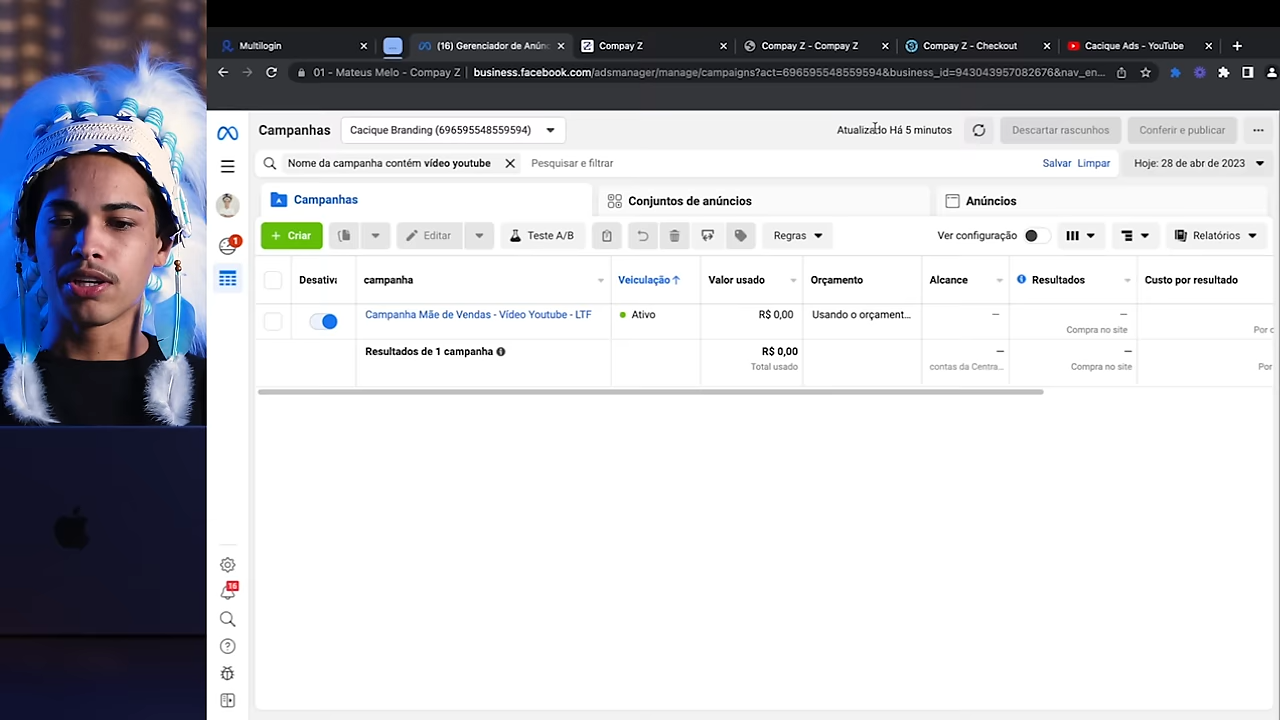 Multilogin
(16) Gerenciador de Anúnc
Compay Z
Compay Z - Compay Z
Compay Z - Checkout
Cacique Ads - YouTube
01 - Mateus Melo - Compay Z
business.facebook.com/adsmanager/manage/campaigns?act=696595548559594&business_id=943043957082676&nav_en...
Campanhas
Cacique Branding (696595548559594)
Atualizado Há 5 minutos
Descartar rascunhos
Conferir e publicar
Nome da campanha contém vídeo youtube
Pesquisar e filtrar
Salvar
Limpar
Hoje: 28 de abr de 2023
Campanhas
Conjuntos de anúncios
Anúncios
+ Criar
Editar
Teste A/B
Regras
Ver configuração
Relatórios
Desativa
campanha
Veiculação
Valor usado
Orçamento
Alcance
Resultados
Custo por resultado
Campanha Mãe de Vendas - Vídeo Youtube - LTF
Ativo
R$ 0,00
Usando o orçament...
—
—
Compra no site
Por c
Resultados de 1 campanha
R$ 0,00
Total usado
—
contas da Centra...
—
Compra no site
Por
1
16